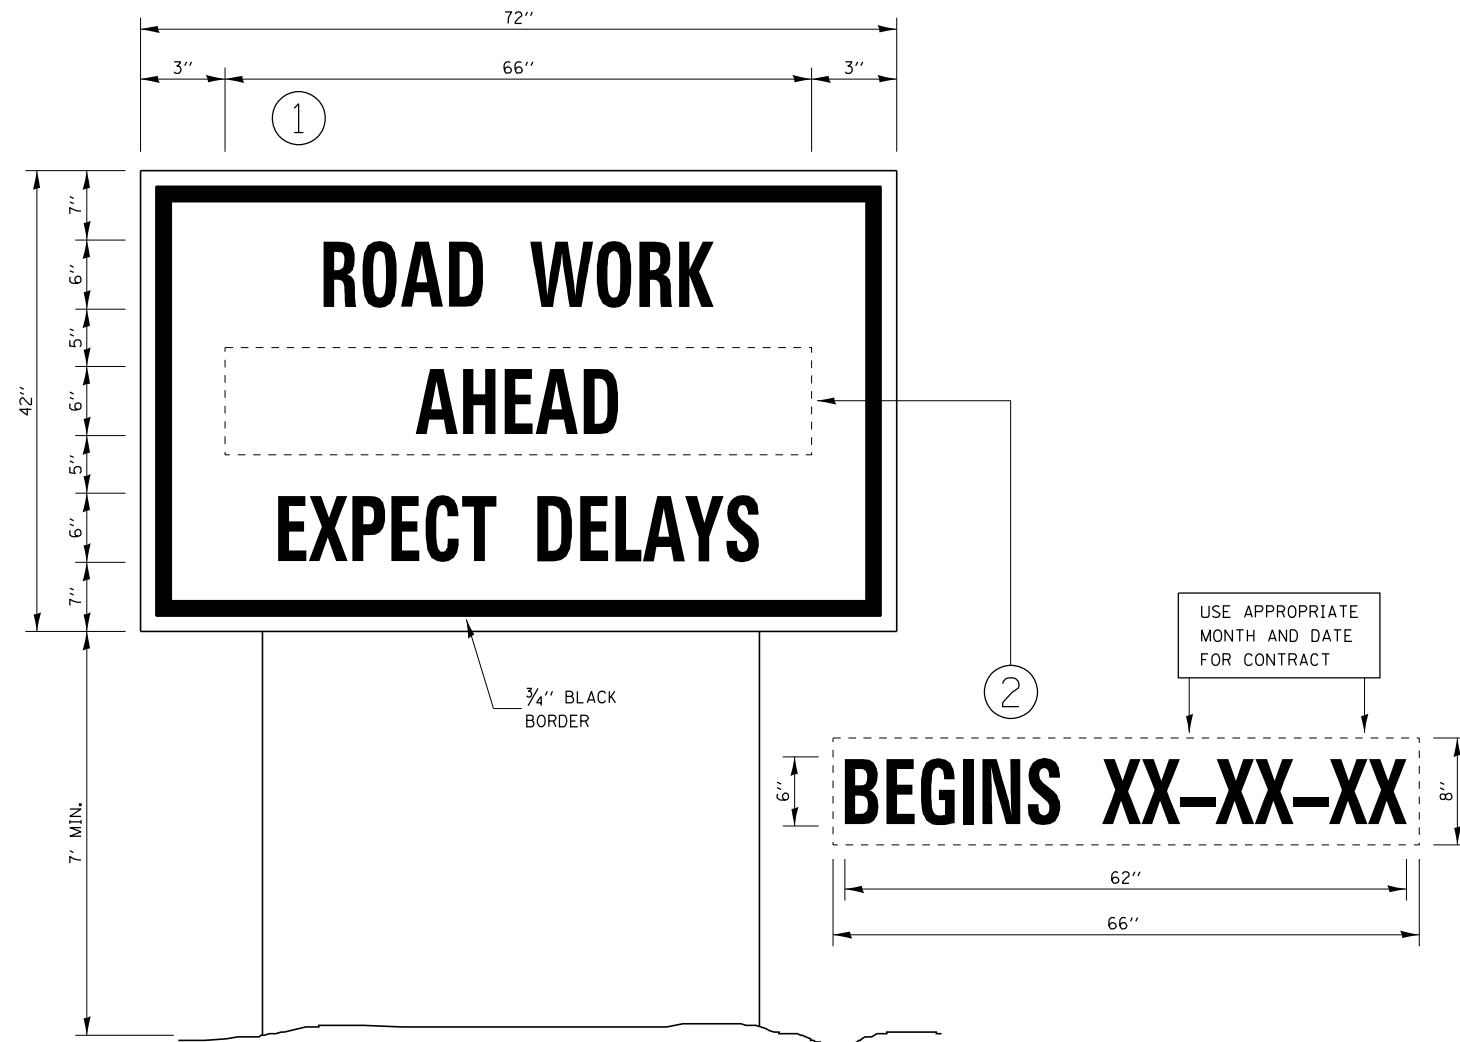 72''
3''
66''
3''
1
7''
6''
5''
6''
5''
6''
7''
42''
7' MIN.
ROAD WORK
AHEAD
EXPECT DELAYS
3/4'' BLACK
BORDER
2
USE APPROPRIATE
MONTH AND DATE
FOR CONTRACT
6''
BEGINS XX-XX-XX
8''
62''
66''